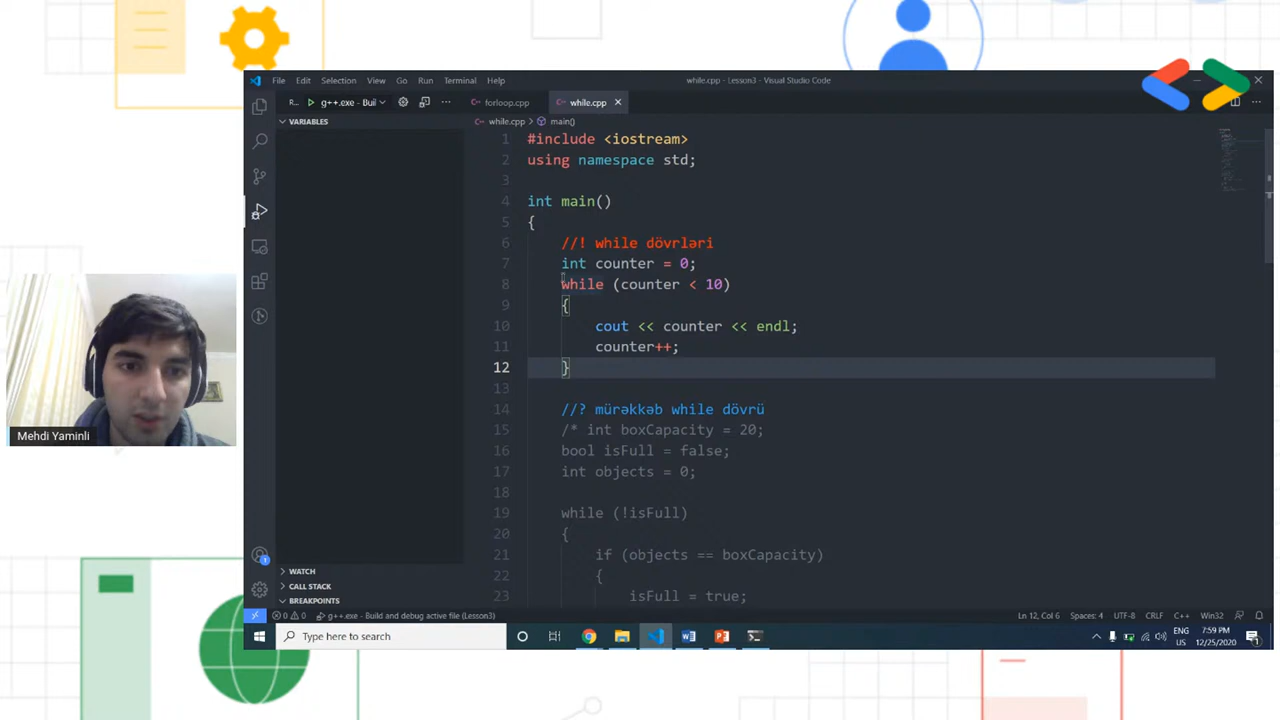 File Edit Selection View Go Run Terminal Help
while.cpp - Lesson3 - Visual Studio Code
R.. g++.exe - Buil
forloop.cpp
while.cpp
VARIABLES
while.cpp > main()
1 #include <iostream>
2 using namespace std;
3
4 int main()
5 {
6 //! while dövrləri
7 int counter = 0;
8 while (counter < 10)
9 {
10 cout << counter << endl;
11 counter++;
12 }
13
14 //? mürəkkəb while dövrü
15 /* int boxCapacity = 20;
16 bool isFull = false;
17 int objects = 0;
18
19 while (!isFull)
20 {
21 if (objects == boxCapacity)
22 {
23 isFull = true;
Mehdi Yaminli
WATCH
CALL STACK
BREAKPOINTS
1
0 0 g++.exe - Build and debug active file (Lesson3)
Ln 12, Col 6 Spaces: 4 UTF-8 CRLF C++ Win32
Type here to search
ENG
US
7:59 PM
12/25/2020
1